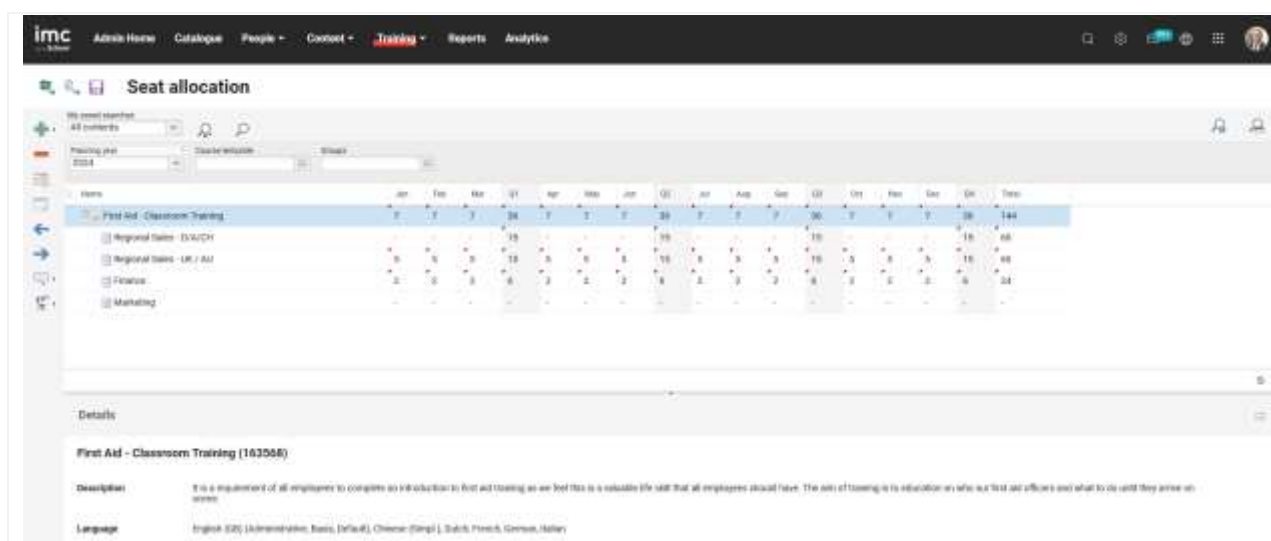 imc
Admin Home Catalogue People Content Training Reports Analytics
Seat allocation
My saved searches
All contents
Planning year Course template Groups
2024
Name Jan Feb Mar Q1 Apr May Jun Q2 Jul Aug Sep Q3 Oct Nov Dec Q4 Total
First Aid - Classroom Training 7 7 7 36 7 7 7 36 7 7 7 36 7 7 7 36 144
Regional Sales - D/A/CH - - - 15 - - - 15 - - - 15 - - - 15 60
Regional Sales - UK / AU 5 5 5 15 5 5 5 15 5 5 5 15 5 5 5 15 60
Finance 2 2 2 6 2 2 2 6 2 2 2 6 2 2 2 6 24
Marketing - - - - - - - - - - - - - - - - -
Details
First Aid - Classroom Training (163568)
Description It is a requirement of all employees to complete an introduction to first aid training as we feel this is a valuable life skill that all employees should have. The aim of training is to education on who our first aid officers and what to do until they arrive on
scene.
Language English (GB) (Administrative, Basis, Default), Chinese (Simpl.), Dutch, French, German, Italian